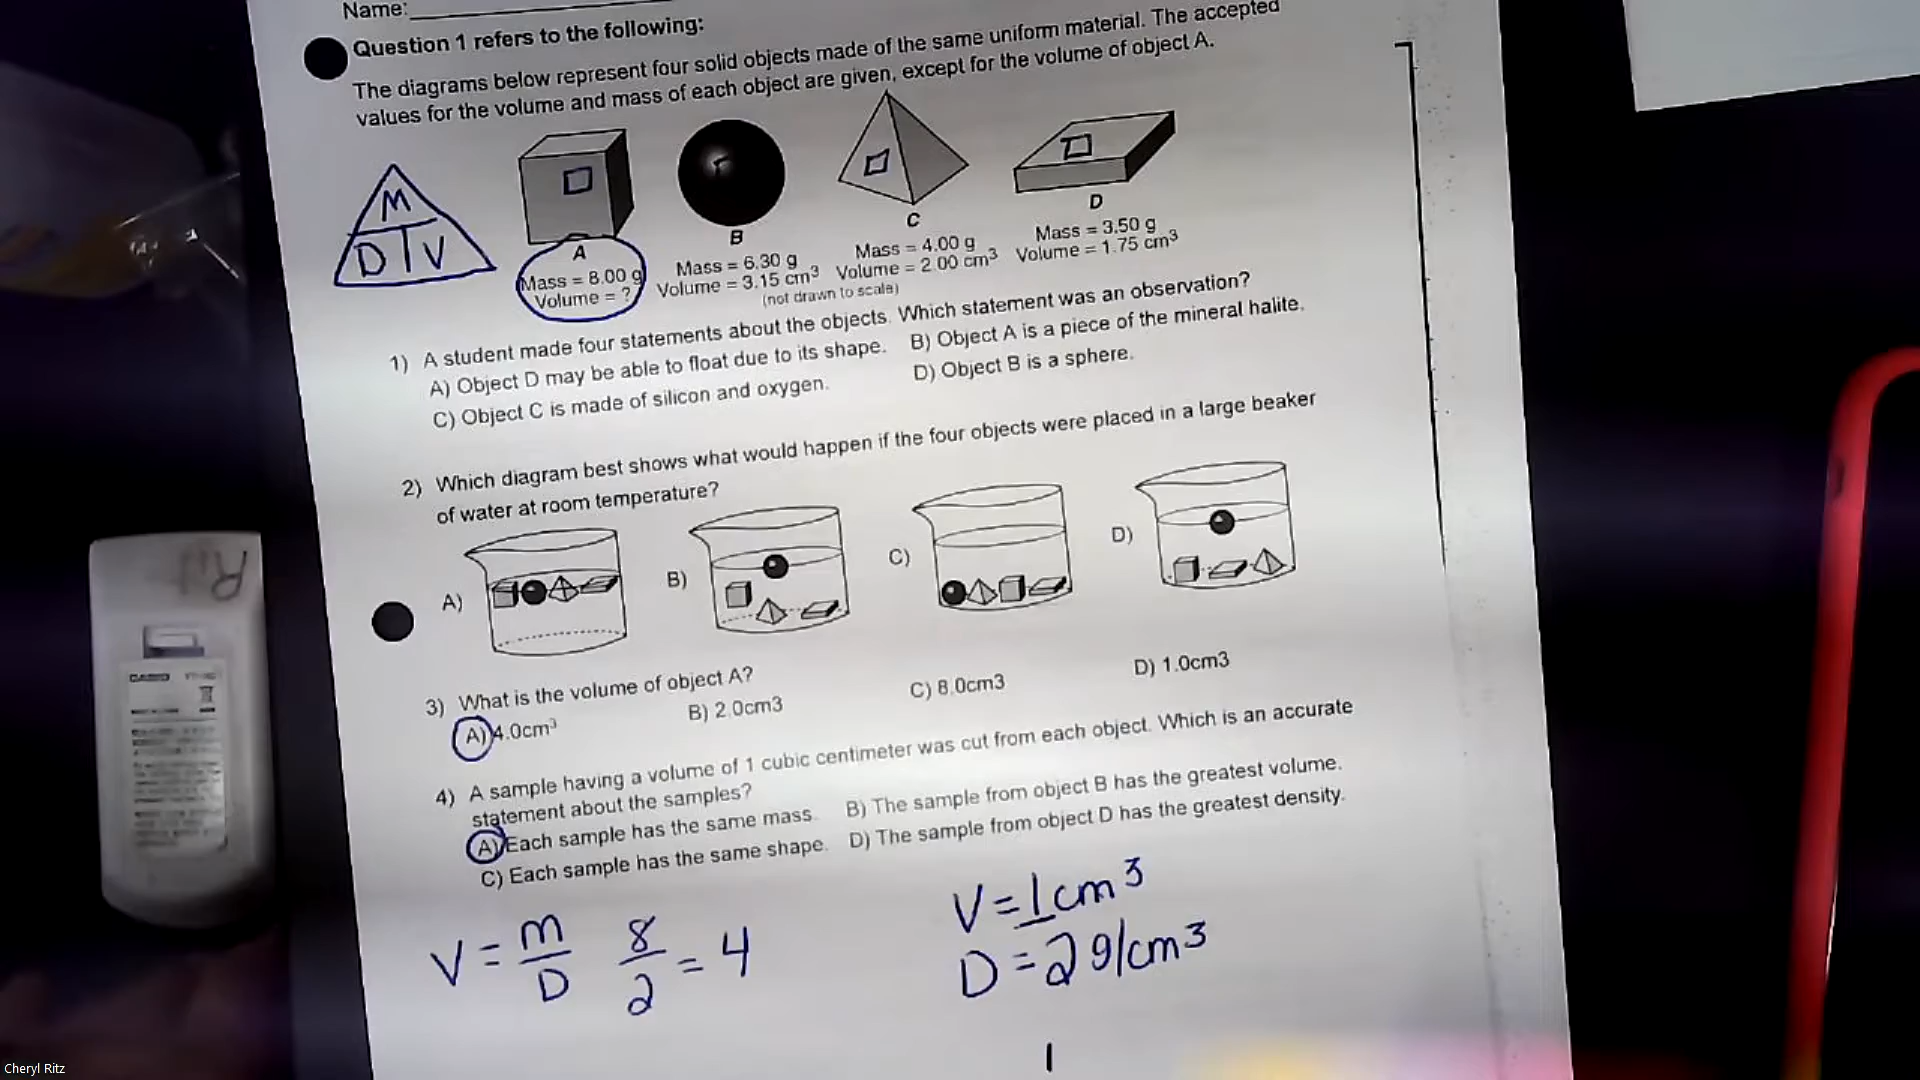 Name:
Question 1 refers to the following:
The diagrams below represent four solid objects made of the same uniform material. The accepted
values for the volume and mass of each object are given, except for the volume of object A.
M
D V
A
Mass = 8.00 g
Volume = ?
B
Mass = 6.30 g
Volume = 3.15 cm³
C
Mass = 4.00 g
Volume = 2.00 cm³
D
Mass = 3.50 g
Volume = 1.75 cm³
(not drawn to scale)
1) A student made four statements about the objects. Which statement was an observation?
A) Object D may be able to float due to its shape. B) Object A is a piece of the mineral halite.
C) Object C is made of silicon and oxygen. D) Object B is a sphere.
2) Which diagram best shows what would happen if the four objects were placed in a large beaker
of water at room temperature?
A) B) C) D)
3) What is the volume of object A?
A) 4.0cm³ B) 2.0cm3 C) 8.0cm3 D) 1.0cm3
4) A sample having a volume of 1 cubic centimeter was cut from each object. Which is an accurate
statement about the samples?
A) Each sample has the same mass. B) The sample from object B has the greatest volume.
C) Each sample has the same shape. D) The sample from object D has the greatest density.
V = m/D 8/2 = 4
V = 1cm³
D = 2g/cm³
1
CASIO
Cheryl Ritz